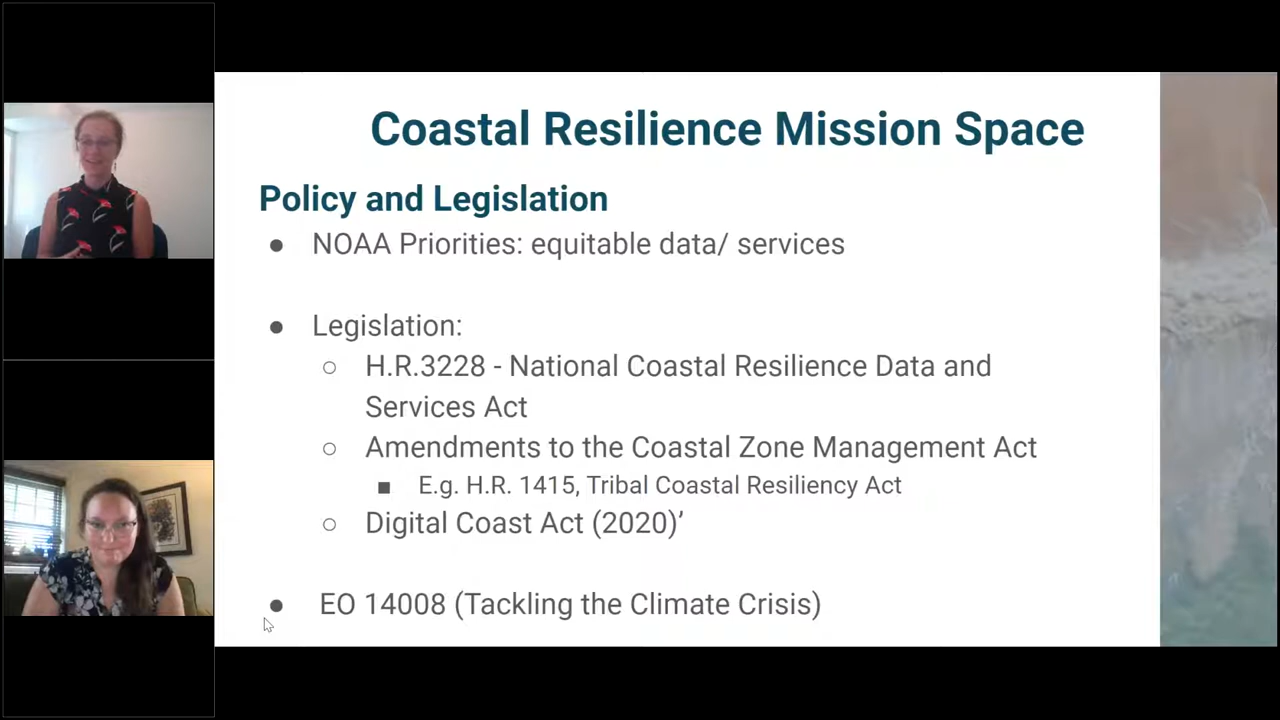 Coastal Resilience Mission Space
Policy and Legislation
● NOAA Priorities: equitable data/ services
● Legislation:
○ H.R.3228 - National Coastal Resilience Data and
Services Act
○ Amendments to the Coastal Zone Management Act
■ E.g. H.R. 1415, Tribal Coastal Resiliency Act
○ Digital Coast Act (2020)’
● EO 14008 (Tackling the Climate Crisis)